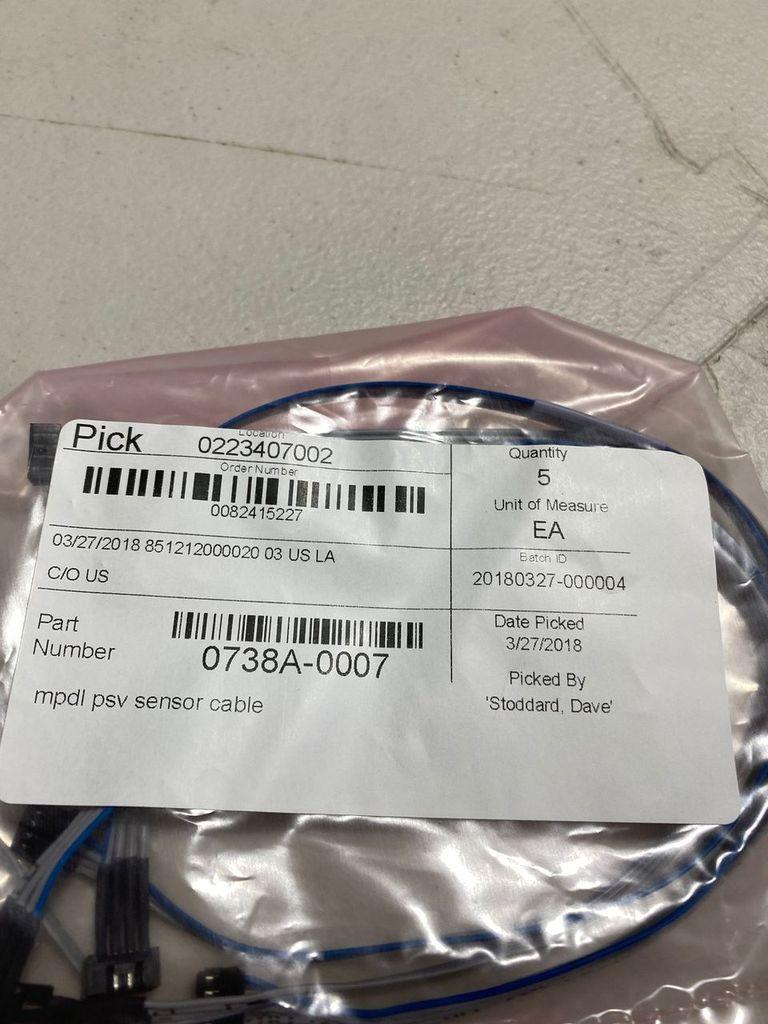 Pick
Location
0223407002
Order Number
0082415227
03/27/2018 851212000020 03 US LA
C/O US
Part
Number
0738A-0007
mpdl psv sensor cable
Quantity
5
Unit of Measure
EA
Batch ID
20180327-000004
Date Picked
3/27/2018
Picked By
'Stoddard, Dave'